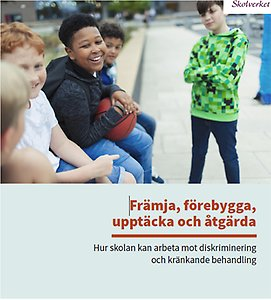 Skolverket
Främja, förebygga,
upptäcka och åtgärda
Hur skolan kan arbeta mot diskriminering
och kränkande behandling